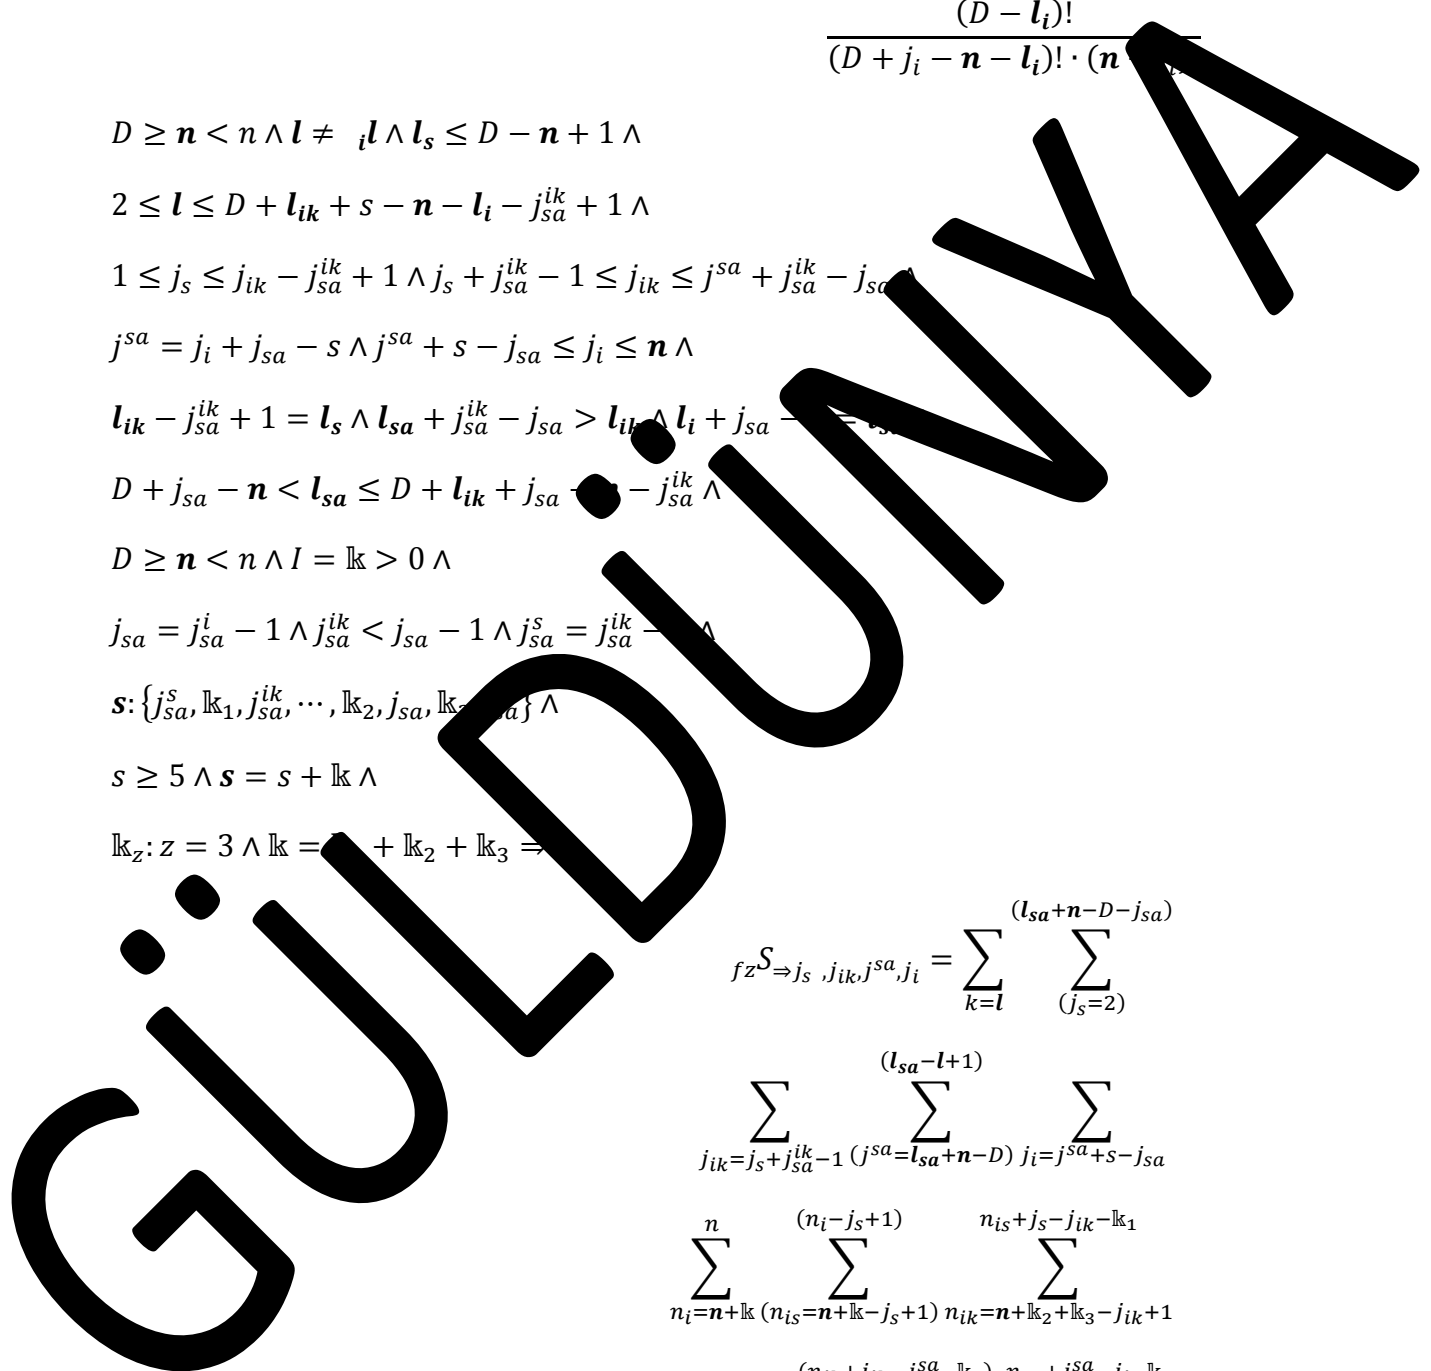 (D − l_i)!
(D + j_i − n − l_i)! · (n
D ≥ n < n ∧ l ≠ _il ∧ l_s ≤ D − n + 1 ∧
2 ≤ l ≤ D + l_ik + s − n − l_i − j_sa^ik + 1 ∧
1 ≤ j_s ≤ j_ik − j_sa^ik + 1 ∧ j_s + j_sa^ik − 1 ≤ j_ik ≤ j^sa + j_sa^ik − j_sa ∧
j^sa = j_i + j_sa − s ∧ j^sa + s − j_sa ≤ j_i ≤ n ∧
l_ik − j_sa^ik + 1 = l_s ∧ l_sa + j_sa^ik − j_sa > l_ik ∧ l_i + j_sa − =
D + j_sa − n < l_sa ≤ D + l_ik + j_sa − − j_sa^ik ∧
D ≥ n < n ∧ I = 𝕜 > 0 ∧
j_sa = j_sa^i − 1 ∧ j_sa^ik < j_sa − 1 ∧ j_sa^s = j_sa^ik − ∧
s: {j_sa^s, 𝕜_1, j_sa^ik, ⋯ , 𝕜_2, j_sa, 𝕜 } ∧
s ≥ 5 ∧ s = s + 𝕜 ∧
𝕜_z: z = 3 ∧ 𝕜 = + 𝕜_2 + 𝕜_3 ⇒
(l_sa+n−D−j_sa)
_fzS_⇒j_s ,j_ik,j^sa,j_i = ∑ ∑
k=l (j_s=2)
(l_sa−l+1)
∑ ∑ ∑
j_ik=j_s+j_sa^ik−1 (j^sa=l_sa+n−D) j_i=j^sa+s−j_sa
n (n_i−j_s+1) n_is+j_s−j_ik−𝕜_1
∑ ∑ ∑
n_i=n+𝕜 (n_is=n+𝕜−j_s+1) n_ik=n+𝕜_2+𝕜_3−j_ik+1
GÜLDÜNYA